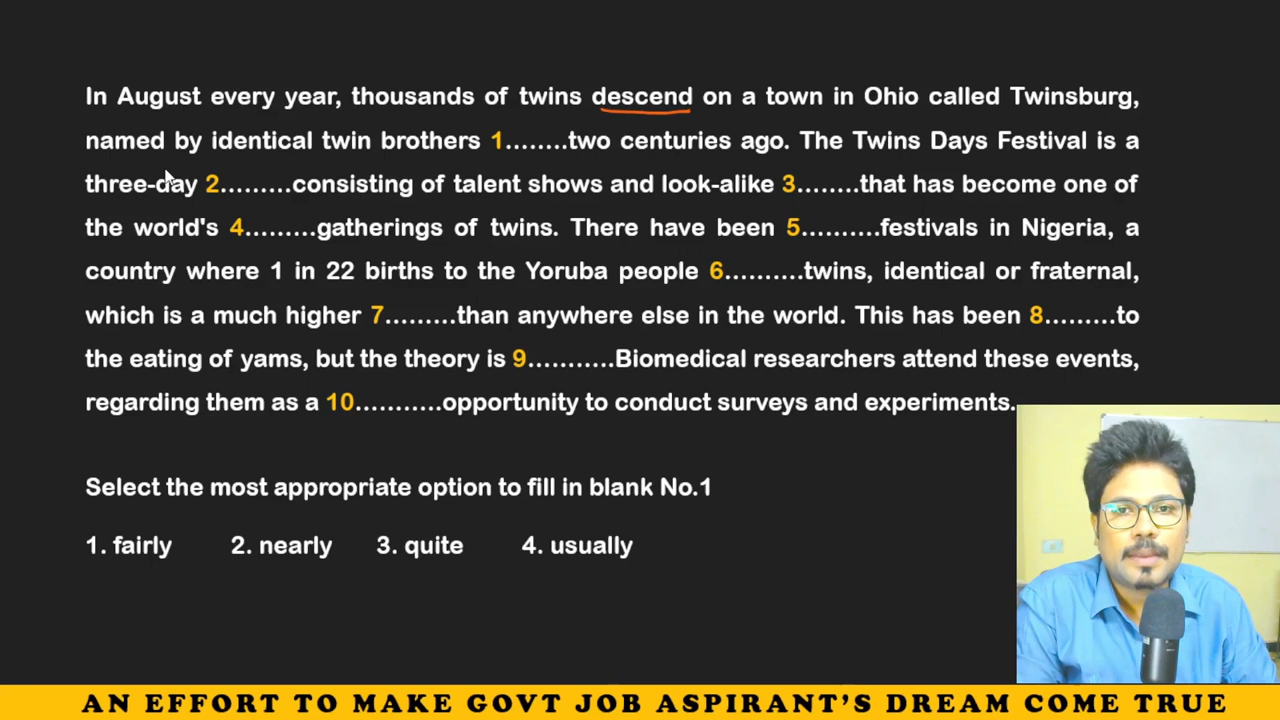 In August every year, thousands of twins descend on a town in Ohio called Twinsburg,
named by identical twin brothers 1........two centuries ago. The Twins Days Festival is a
three-day 2.........consisting of talent shows and look-alike 3........that has become one of
the world's 4.........gatherings of twins. There have been 5..........festivals in Nigeria, a
country where 1 in 22 births to the Yoruba people 6..........twins, identical or fraternal,
which is a much higher 7.........than anywhere else in the world. This has been 8.........to
the eating of yams, but the theory is 9...........Biomedical researchers attend these events,
regarding them as a 10...........opportunity to conduct surveys and experiments.
Select the most appropriate option to fill in blank No.1
1. fairly 2. nearly 3. quite 4. usually
AN EFFORT TO MAKE GOVT JOB ASPIRANT'S DREAM COME TRUE